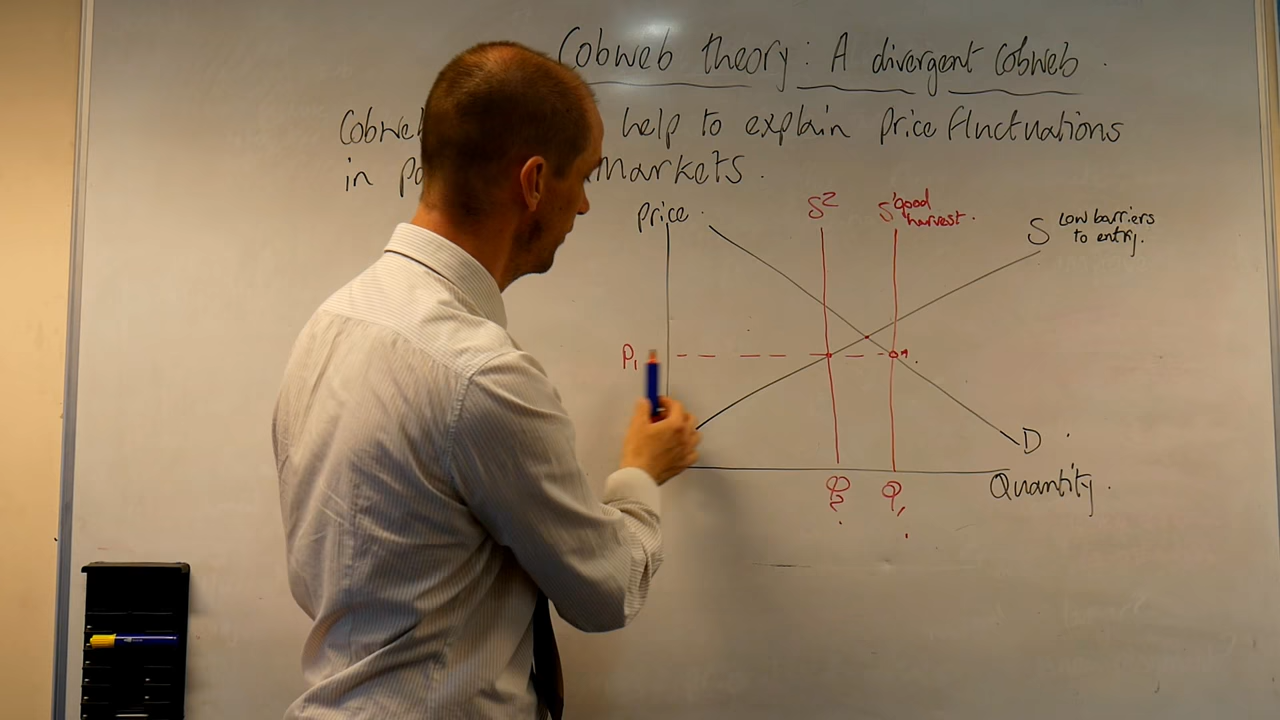 Cobweb theory: A divergent Cobweb.
help to explain Price fluctuations
in markets.
Price.
S²
S¹ good harvest.
S Low barriers to entry.
P₁
D
Q₂
Q₁
Quantity.